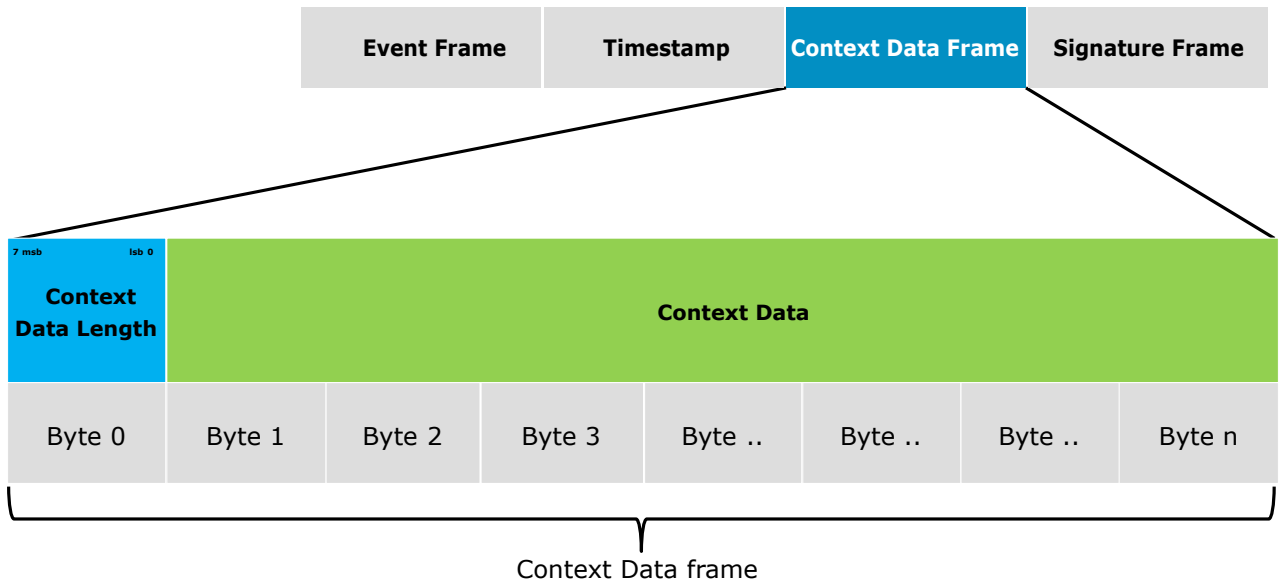 Event Frame Timestamp Context Data Frame Signature Frame
7 msb lsb 0
Context
Data Length
Context Data
Byte 0 Byte 1 Byte 2 Byte 3 Byte .. Byte .. Byte .. Byte n
Context Data frame